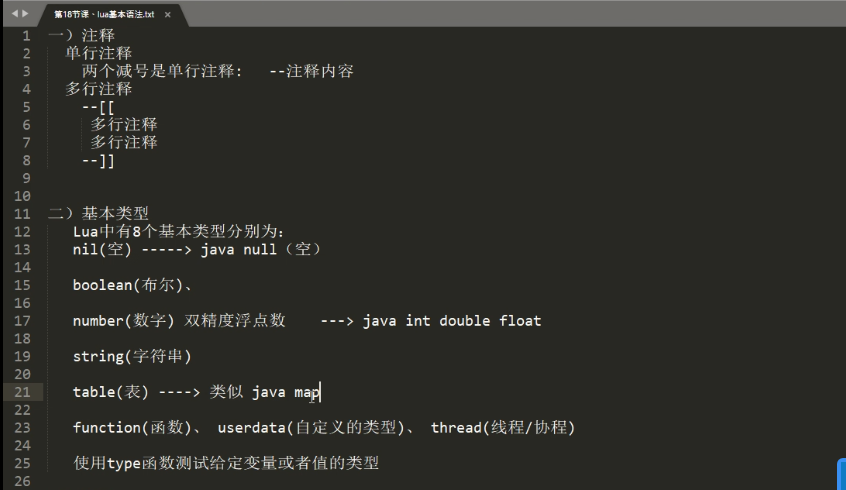 第18节课、lua基本语法.txt ×
1 一）注释
2 单行注释
3 两个减号是单行注释: --注释内容
4 多行注释
5 --[[
6 多行注释
7 多行注释
8 --]]
9
10
11 二）基本类型
12 Lua中有8个基本类型分别为:
13 nil(空) -----> java null（空）
14
15 boolean(布尔)、
16
17 number(数字) 双精度浮点数 ---> java int double float
18
19 string(字符串)
20
21 table(表) ----> 类似 java map
22
23 function(函数)、 userdata(自定义的类型)、 thread(线程/协程)
24
25 使用type函数测试给定变量或者值的类型
26